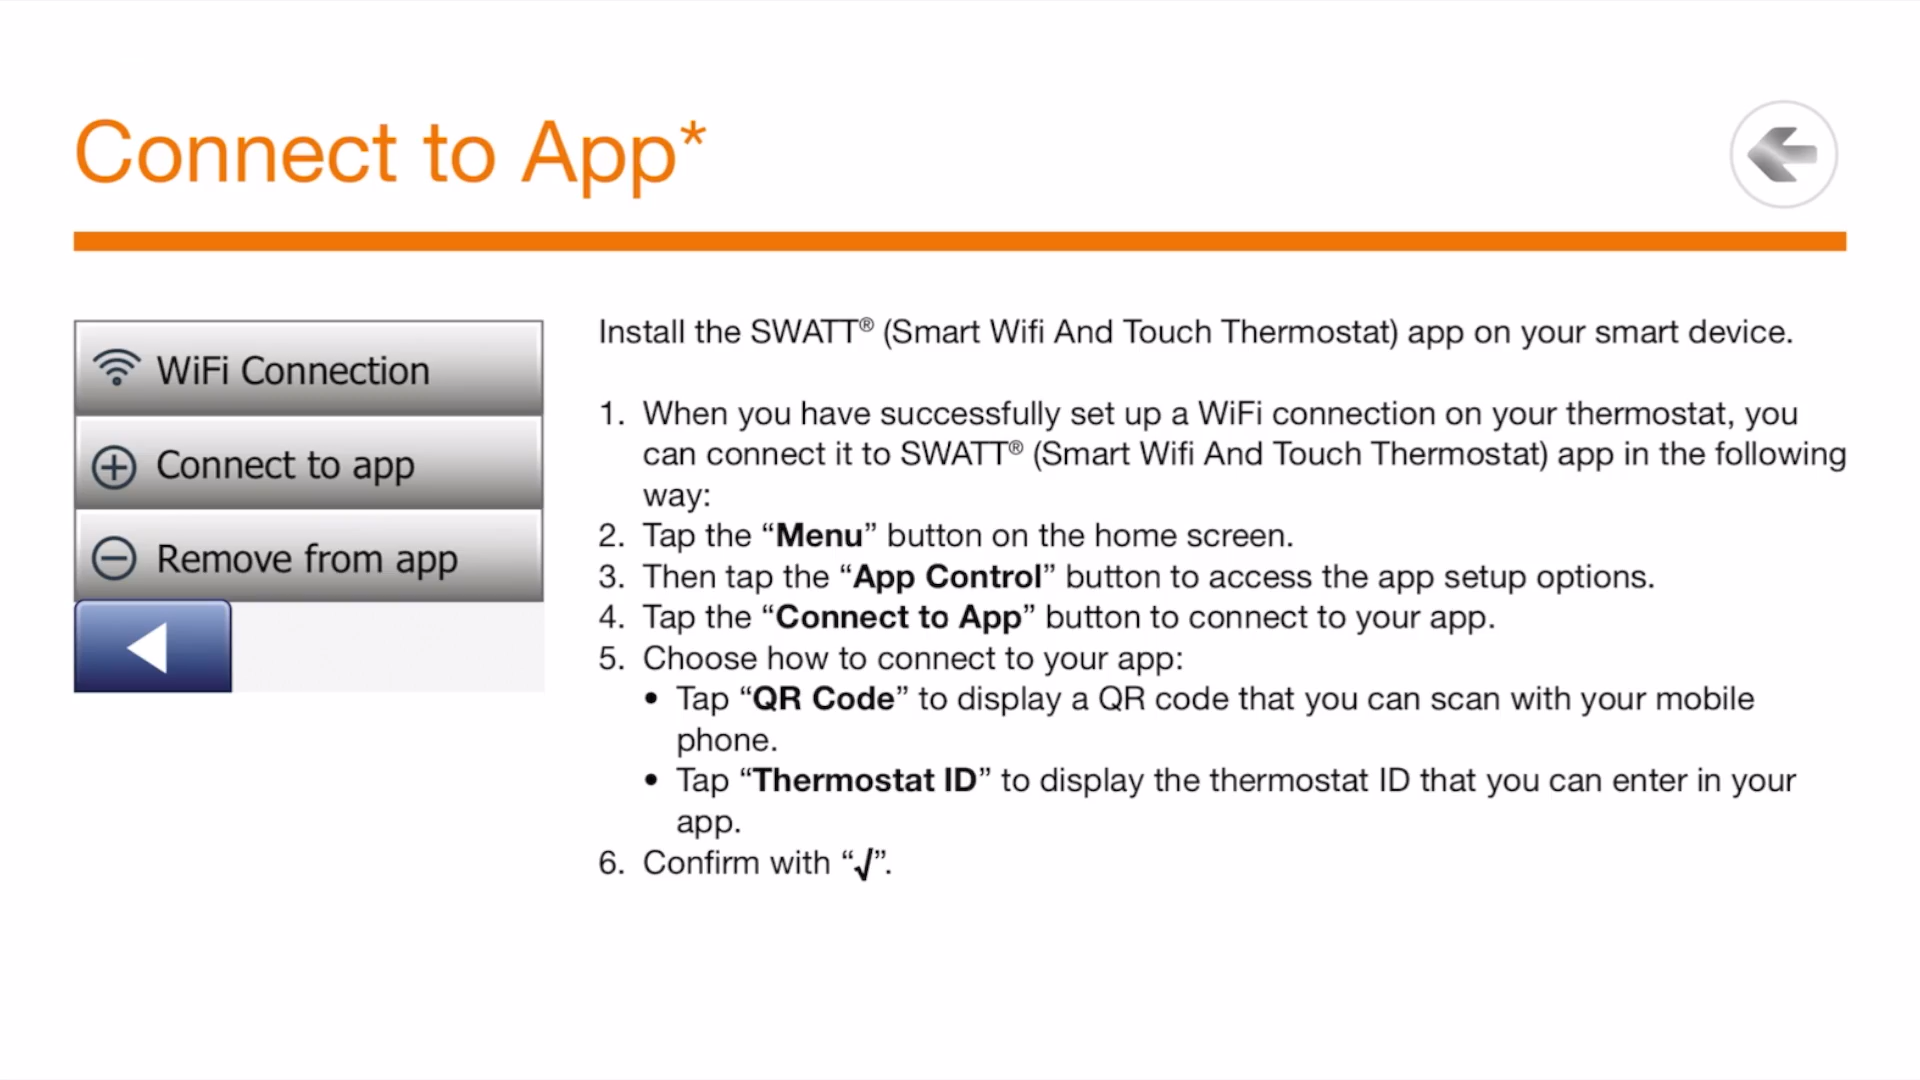 Connect to App*
WiFi Connection
Connect to app
Remove from app
Install the SWATT® (Smart Wifi And Touch Thermostat) app on your smart device.
1. When you have successfully set up a WiFi connection on your thermostat, you
can connect it to SWATT® (Smart Wifi And Touch Thermostat) app in the following
way:
2. Tap the “Menu” button on the home screen.
3. Then tap the “App Control” button to access the app setup options.
4. Tap the “Connect to App” button to connect to your app.
5. Choose how to connect to your app:
• Tap “QR Code” to display a QR code that you can scan with your mobile
phone.
• Tap “Thermostat ID” to display the thermostat ID that you can enter in your
app.
6. Confirm with “√”.